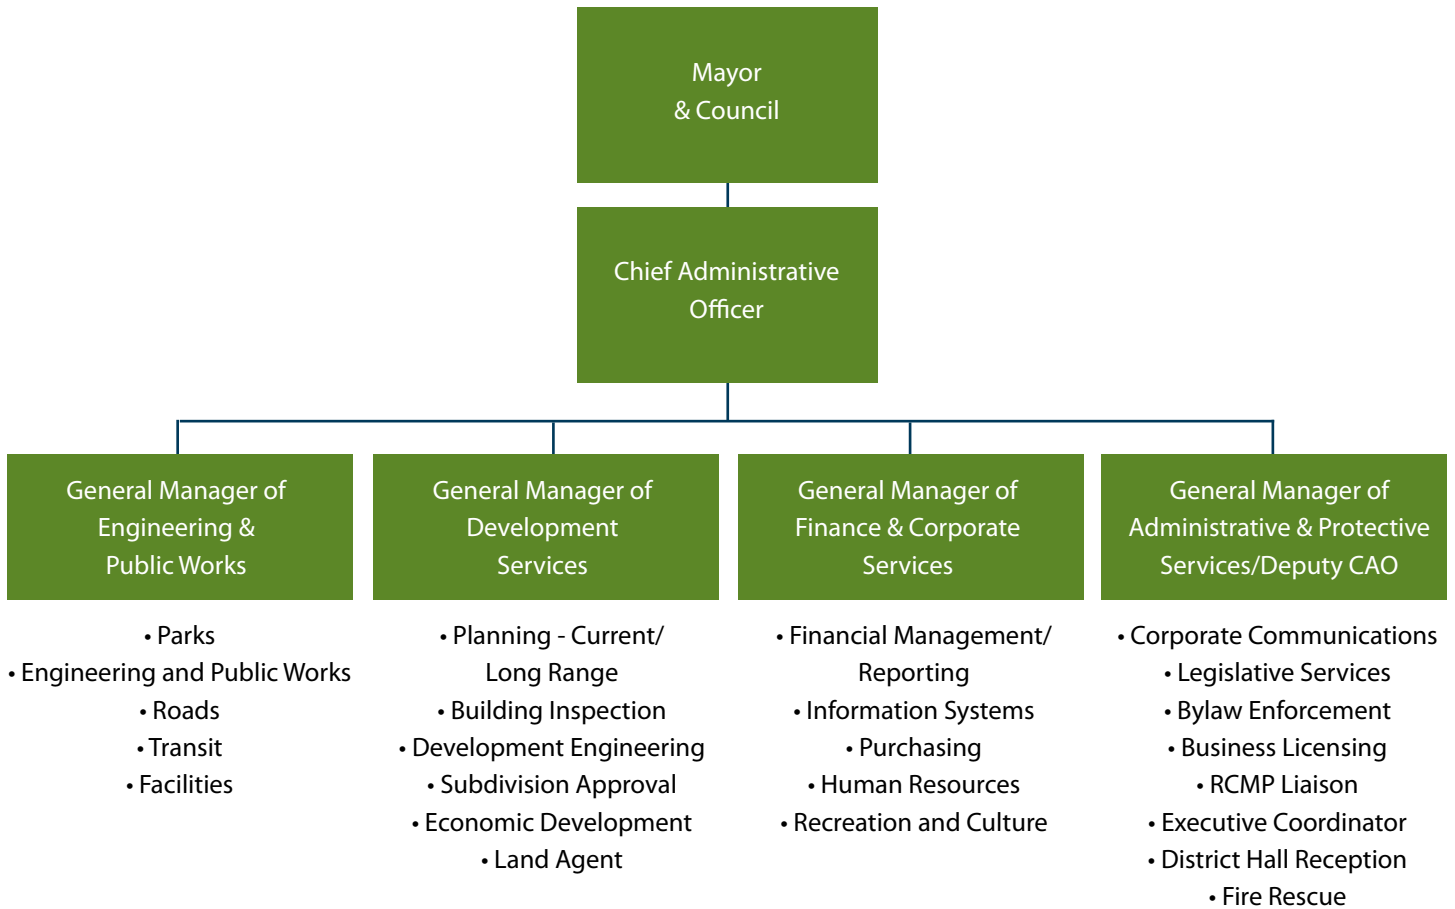 Mayor
& Council
Chief Administrative
Officer
General Manager of
Engineering &
Public Works
• Parks
• Engineering and Public Works
• Roads
• Transit
• Facilities
General Manager of
Development
Services
• Planning - Current/
Long Range
• Building Inspection
• Development Engineering
• Subdivision Approval
• Economic Development
• Land Agent
General Manager of
Finance & Corporate
Services
• Financial Management/
Reporting
• Information Systems
• Purchasing
• Human Resources
• Recreation and Culture
General Manager of
Administrative & Protective
Services/Deputy CAO
• Corporate Communications
• Legislative Services
• Bylaw Enforcement
• Business Licensing
• RCMP Liaison
• Executive Coordinator
• District Hall Reception
• Fire Rescue